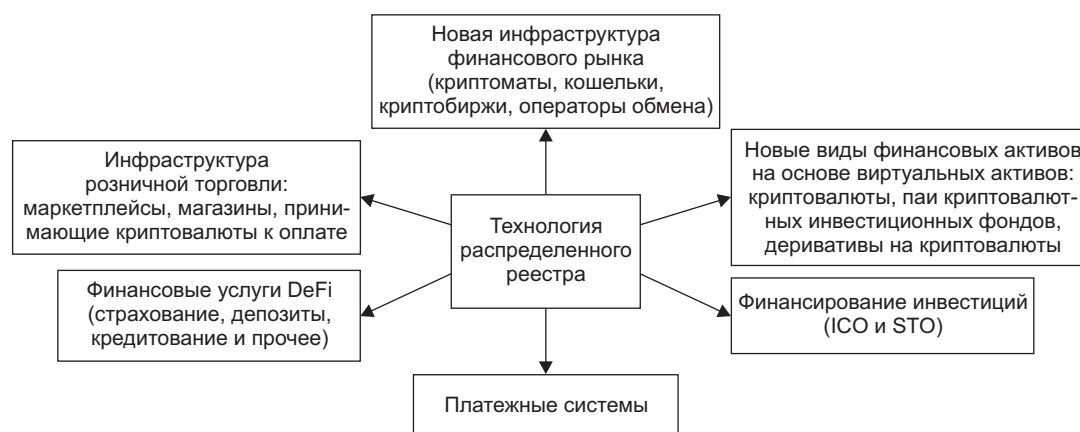 Новая инфраструктура
финансового рынка
(криптоматы, кошельки,
криптобиржи, операторы обмена)
Инфраструктура
розничной торговли:
маркетплейсы, магазины, прини-
мающие криптовалюты к оплате
Новые виды финансовых активов
на основе виртуальных активов:
криптовалюты, паи криптовалют-
ных инвестиционных фондов,
деривативы на криптовалюты
Технология
распределенного
реестра
Финансовые услуги DeFi
(страхование, депозиты,
кредитование и прочее)
Финансирование инвестиций
(ICO и STO)
Платежные системы